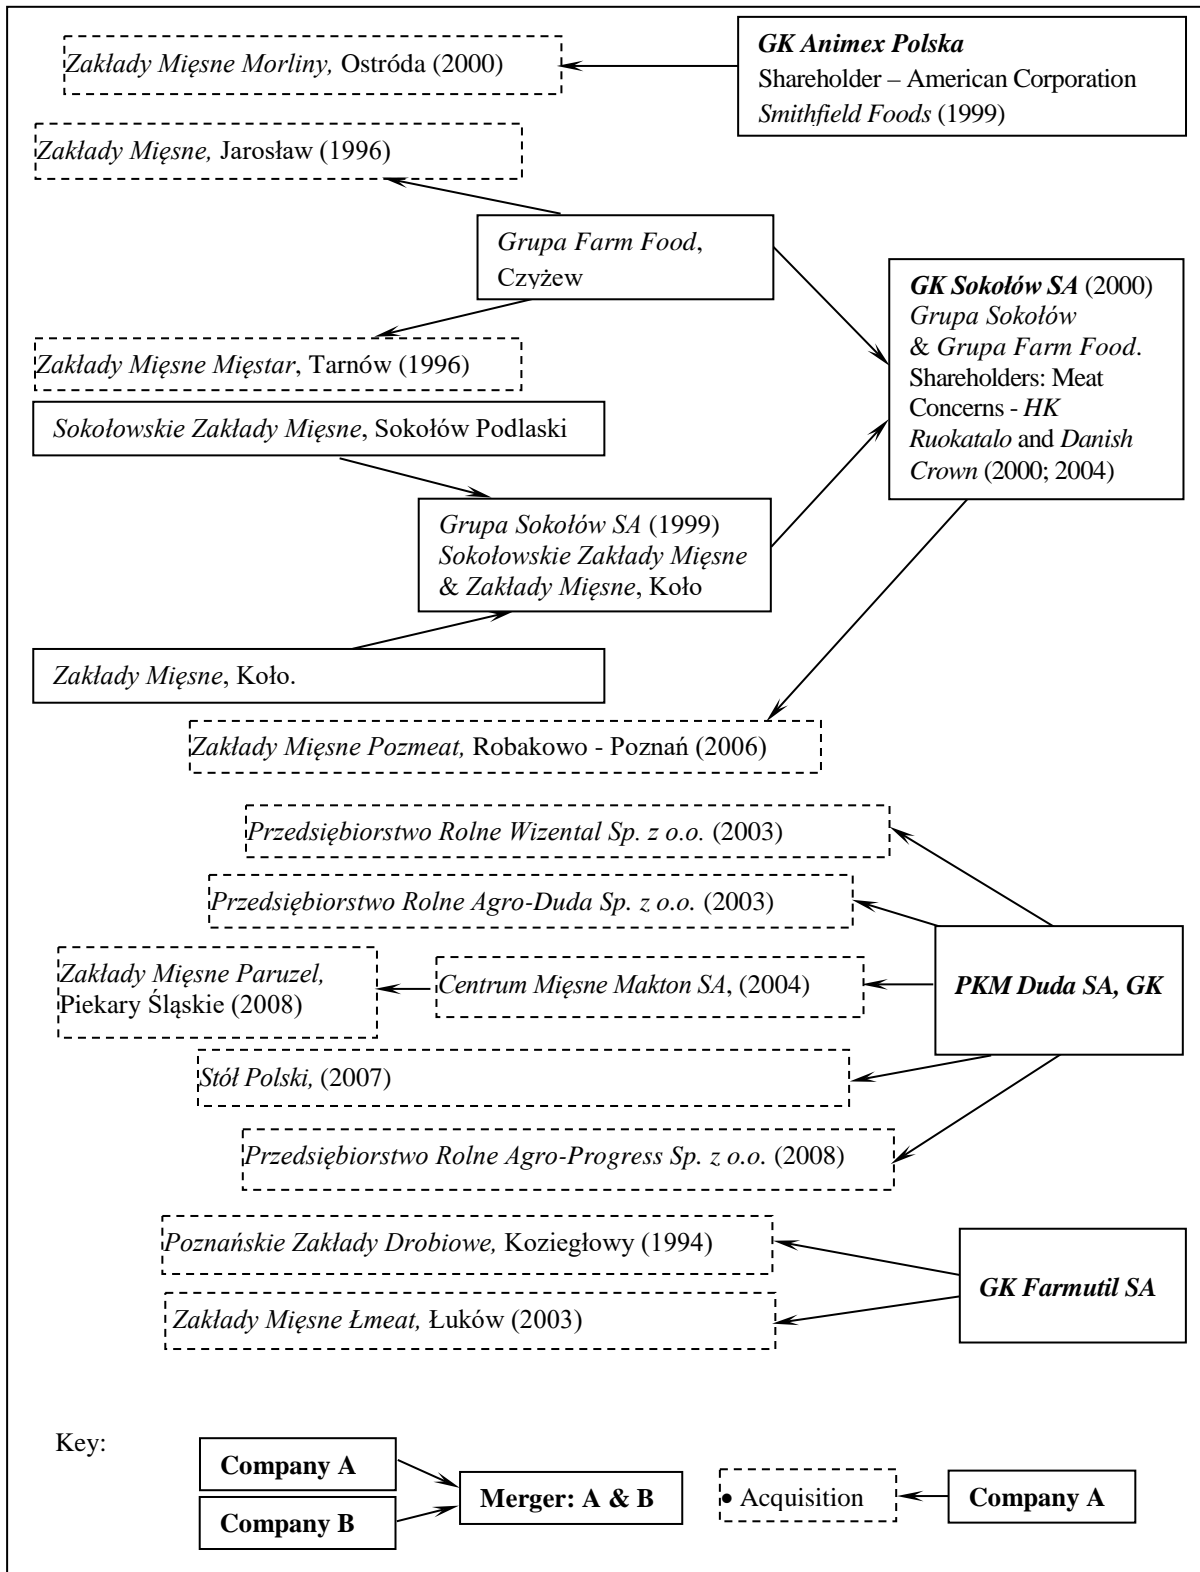 GK Animex Polska
Shareholder – American Corporation
Smithfield Foods (1999)
Zakłady Mięsne Morliny, Ostróda (2000)
Zakłady Mięsne, Jarosław (1996)
Grupa Farm Food,
Czyżew
GK Sokołów SA (2000)
Grupa Sokołów
& Grupa Farm Food.
Shareholders: Meat
Concerns - HK
Ruokatalo and Danish
Crown (2000; 2004)
Zakłady Mięsne Mięstar, Tarnów (1996)
Sokołowskie Zakłady Mięsne, Sokołów Podlaski
Grupa Sokołów SA (1999)
Sokołowskie Zakłady Mięsne
& Zakłady Mięsne, Koło
Zakłady Mięsne, Koło.
Zakłady Mięsne Pozmeat, Robakowo - Poznań (2006)
Przedsiębiorstwo Rolne Wizental Sp. z o.o. (2003)
Przedsiębiorstwo Rolne Agro-Duda Sp. z o.o. (2003)
Zakłady Mięsne Paruzel,
Piekary Śląskie (2008)
Centrum Mięsne Makton SA, (2004)
PKM Duda SA, GK
Stół Polski, (2007)
Przedsiębiorstwo Rolne Agro-Progress Sp. z o.o. (2008)
Poznańskie Zakłady Drobiowe, Koziegłowy (1994)
GK Farmutil SA
Zakłady Mięsne Łmeat, Łuków (2003)
Key:
Company A
Company B
Merger: A & B
• Acquisition
Company A